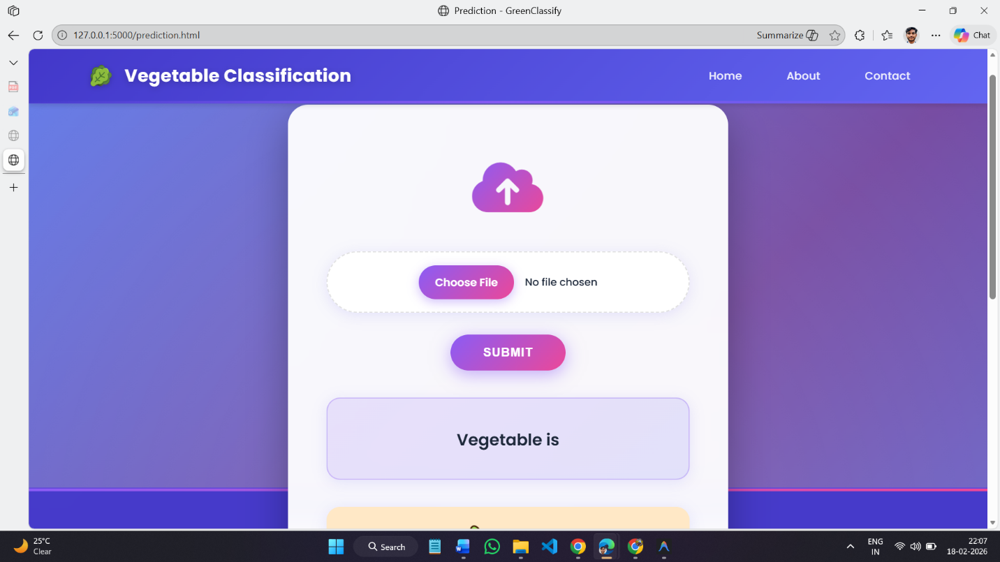 Prediction - GreenClassify
127.0.0.1:5000/prediction.html
Summarize
Chat
PDF
Vegetable Classification
Home About Contact
Choose File No file chosen
SUBMIT
Vegetable is
25°C
Clear
Search
ENG
IN
22:07
18-02-2026